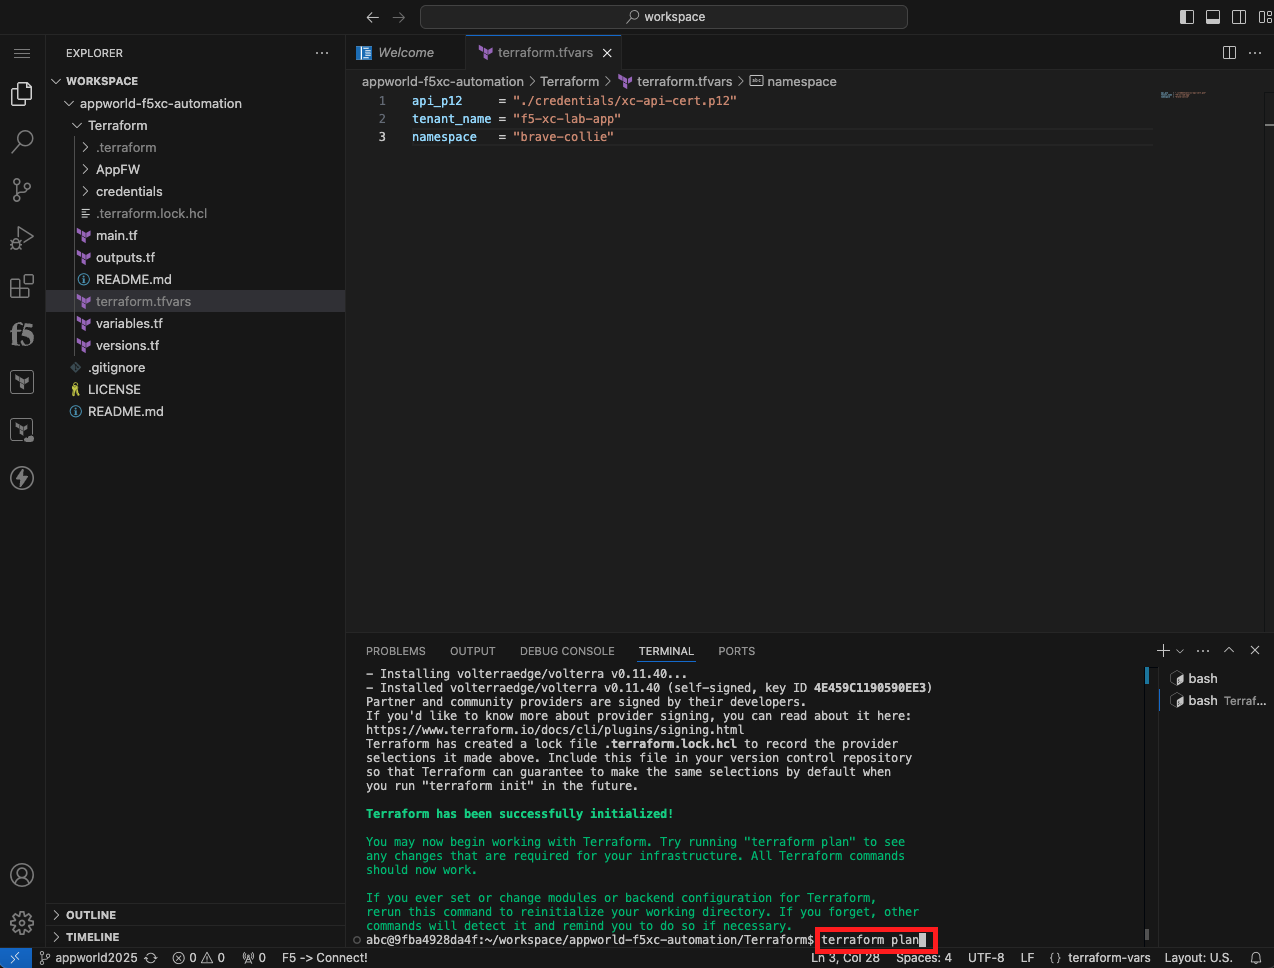 workspace
EXPLORER
WORKSPACE
appworld-f5xc-automation
Terraform
.terraform
AppFW
credentials
.terraform.lock.hcl
main.tf
outputs.tf
README.md
terraform.tfvars
variables.tf
versions.tf
.gitignore
LICENSE
README.md
OUTLINE
TIMELINE
f5
Welcome
terraform.tfvars
appworld-f5xc-automation > Terraform > terraform.tfvars > abc namespace
1 api_p12 = "./credentials/xc-api-cert.p12"
2 tenant_name = "f5-xc-lab-app"
3 namespace = "brave-collie"
PROBLEMS OUTPUT DEBUG CONSOLE TERMINAL PORTS
- Installing volterraedge/volterra v0.11.40...
- Installed volterraedge/volterra v0.11.40 (self-signed, key ID 4E459C1190590EE3)
Partner and community providers are signed by their developers.
If you'd like to know more about provider signing, you can read about it here:
https://www.terraform.io/docs/cli/plugins/signing.html
Terraform has created a lock file .terraform.lock.hcl to record the provider
selections it made above. Include this file in your version control repository
so that Terraform can guarantee to make the same selections by default when
you run "terraform init" in the future.
Terraform has been successfully initialized!
You may now begin working with Terraform. Try running "terraform plan" to see
any changes that are required for your infrastructure. All Terraform commands
should now work.
If you ever set or change modules or backend configuration for Terraform,
rerun this command to reinitialize your working directory. If you forget, other
commands will detect it and remind you to do so if necessary.
abc@9fba4928da4f:~/workspace/appworld-f5xc-automation/Terraform$ terraform plan
bash
bash Terraf...
appworld2025 0 0 0 F5 -> Connect! Ln 3, Col 28 Spaces: 4 UTF-8 LF {} terraform-vars Layout: U.S.